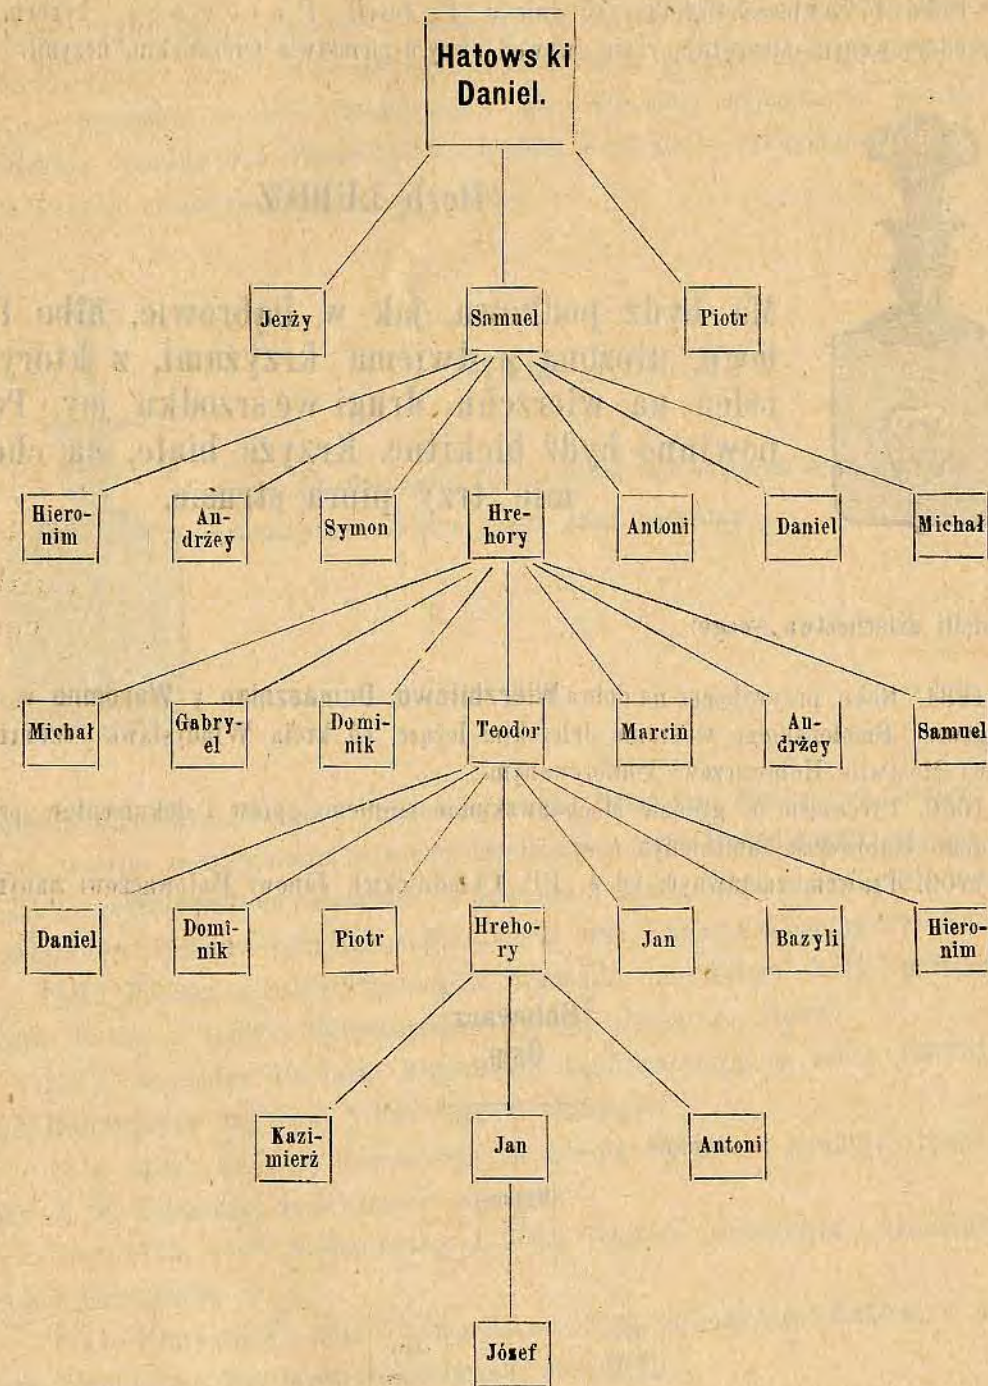 Hatows ki
Daniel.
Jerży
Samuel
Piotr
Hiero-
nim
An-
drżey
Symon
Hre-
hory
Antoni
Daniel
Michał
Michał
Gabry-
el
Domi-
nik
Teodor
Marcin
An-
drżey
Samuel
Daniel
Domi-
nik
Piotr
Hreho-
ry
Jan
Bazyli
Hiero-
nim
Kazi-
mierż
Jan
Antoni
Józef